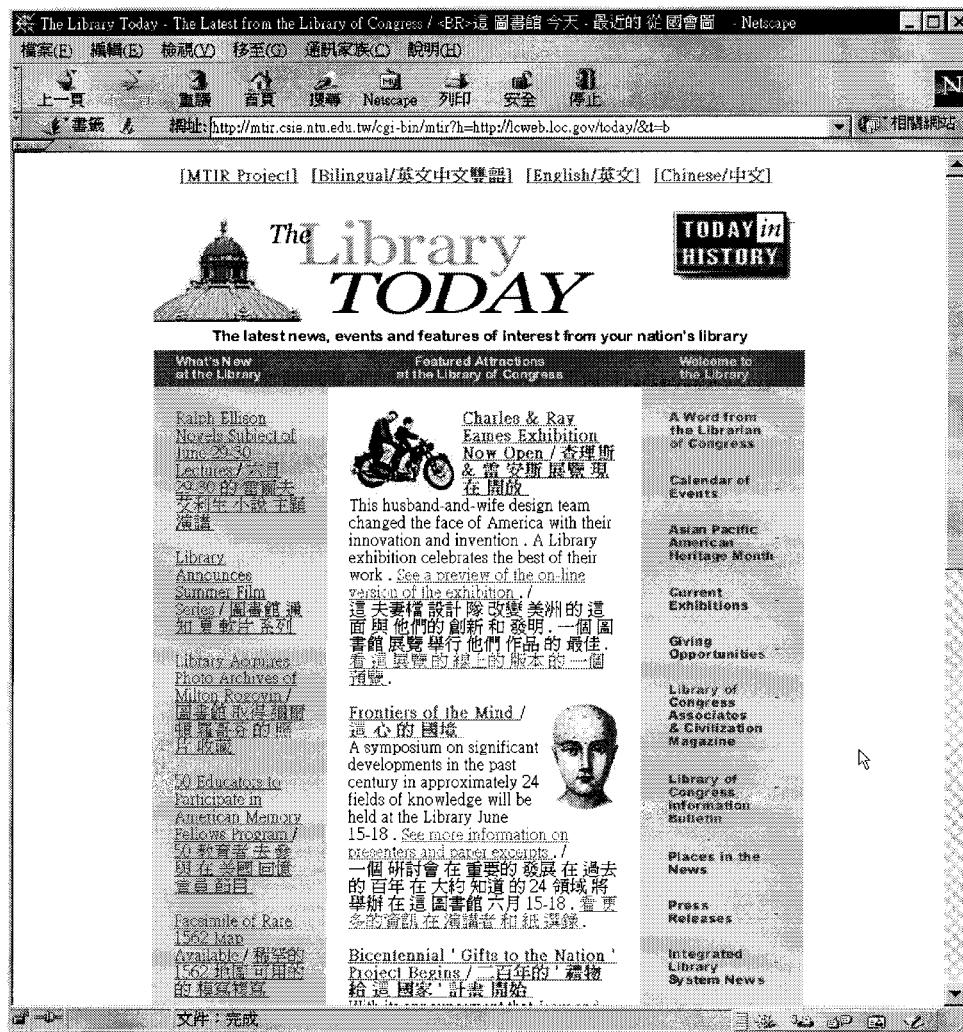 The Library Today - The Latest from the Library of Congress / <BR>這 圖書館 今天 - 最近的 從 國會圖 - Netscape
檔案(F) 編輯(E) 檢視(V) 移至(G) 通訊家族(C) 說明(H)
上一頁 重讀 首頁 搜尋 Netscape 列印 安全 停止
書籤 網址: http://mtir.csie.ntu.edu.tw/cgi-bin/mtir?h=http://lcweb.loc.gov/today/&t=b 相關網站
[MTIR Project] [Bilingual/英文中文雙語] [English/英文] [Chinese/中文]
The Library
TODAY
TODAY in
HISTORY
The latest news, events and features of interest from your nation's library
What's New
at the Library
Ralph Ellison
Novels Subject of
June 29-30
Lectures / 六月
29-30 的 雷爾夫
艾利生 小說 主題
演講
Library
Announces
Summer Film
Series / 圖書館 通
知 夏 軟片 系列
Library Acquires
Photo Archives of
Milton Rogovin /
圖書館 取得 彌爾
頓 羅哥谷 的 照
片 收藏
50 Educators to
Participate in
American Memory
Fellows Program /
50 教育者 去 參
與 在 美國 回憶
會員 節目
Facsimile of Rare
1562 Map
Available / 稀罕的
1562 地圖 可用的
的 模寫複寫
Featured Attractions
at the Library of Congress
Charles & Ray
Eames Exhibition
Now Open / 查理斯
& 雷 安斯 展覽 現
在 開放
This husband-and-wife design team
changed the face of America with their
innovation and invention . A Library
exhibition celebrates the best of their
work . See a preview of the on-line
version of the exhibition . /
這 夫妻檔 設計 隊 改變 美洲 的 這
面 與 他們的 創新 和 發明 . 一個 圖
書館 展覽 舉行 他們 作品 的 最佳 .
看 這 展覽 的 線上 的 版本 的 一個
預覽 .
Frontiers of the Mind /
這 心 的 國境
A symposium on significant
developments in the past
century in approximately 24
fields of knowledge will be
held at the Library June
15-18 . See more information on
presenters and paper excerpts . /
一個 研討會 在 重要的 發展 在 過去
的 百年 在 大約 知道 的 24 領域 將
舉辦 在 這 圖書館 六月 15-18 . 看 更
多的 資訊 在 演講者 和 紙 選錄 .
Bicentennial ' Gifts to the Nation '
Project Begins / 二百年的 ' 禮物
給 這 國家 ' 計畫 開始
Welcome to
the Library
A Word from
the Librarian
of Congress
Calendar of
Events
Asian Pacific
American
Heritage Month
Current
Exhibitions
Giving
Opportunities
Library of
Congress
Associates
& Civilization
Magazine
Library of
Congress
Information
Bulletin
Places in the
News
Press
Releases
Integrated
Library
System News
文件 : 完成